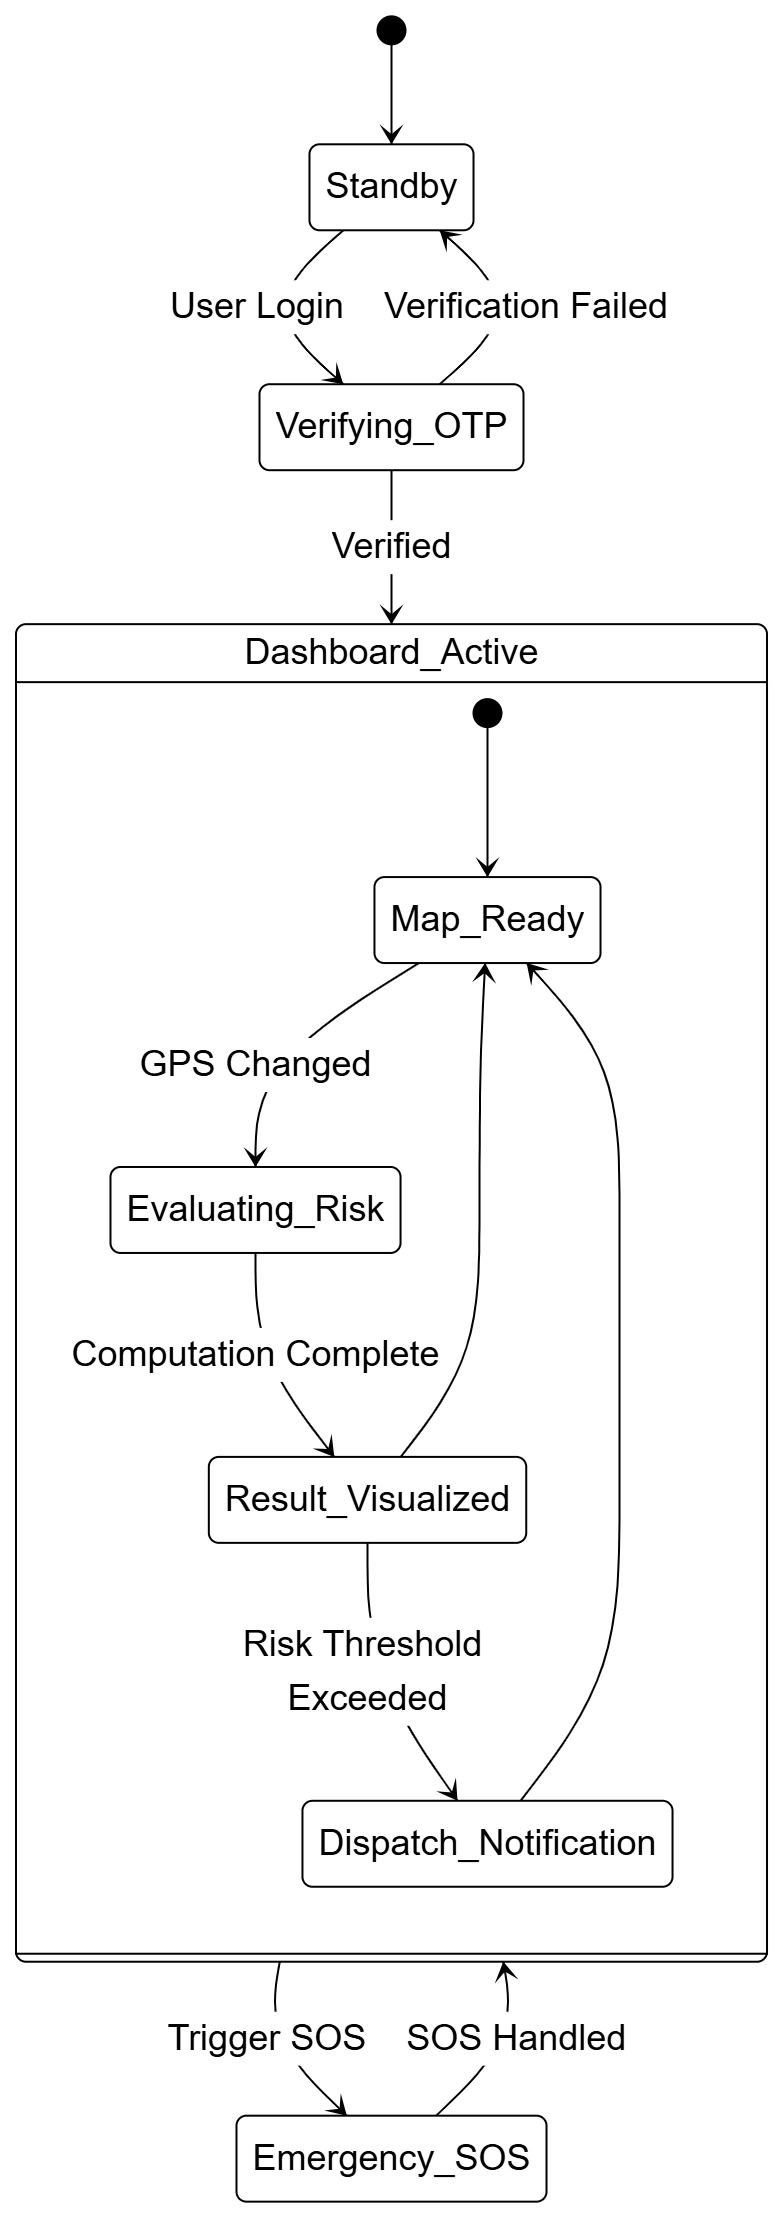 Standby
User Login
Verification Failed
Verifying_OTP
Verified
Dashboard_Active
Map_Ready
GPS Changed
Evaluating_Risk
Computation Complete
Result_Visualized
Risk Threshold
Exceeded
Dispatch_Notification
Trigger SOS
SOS Handled
Emergency_SOS